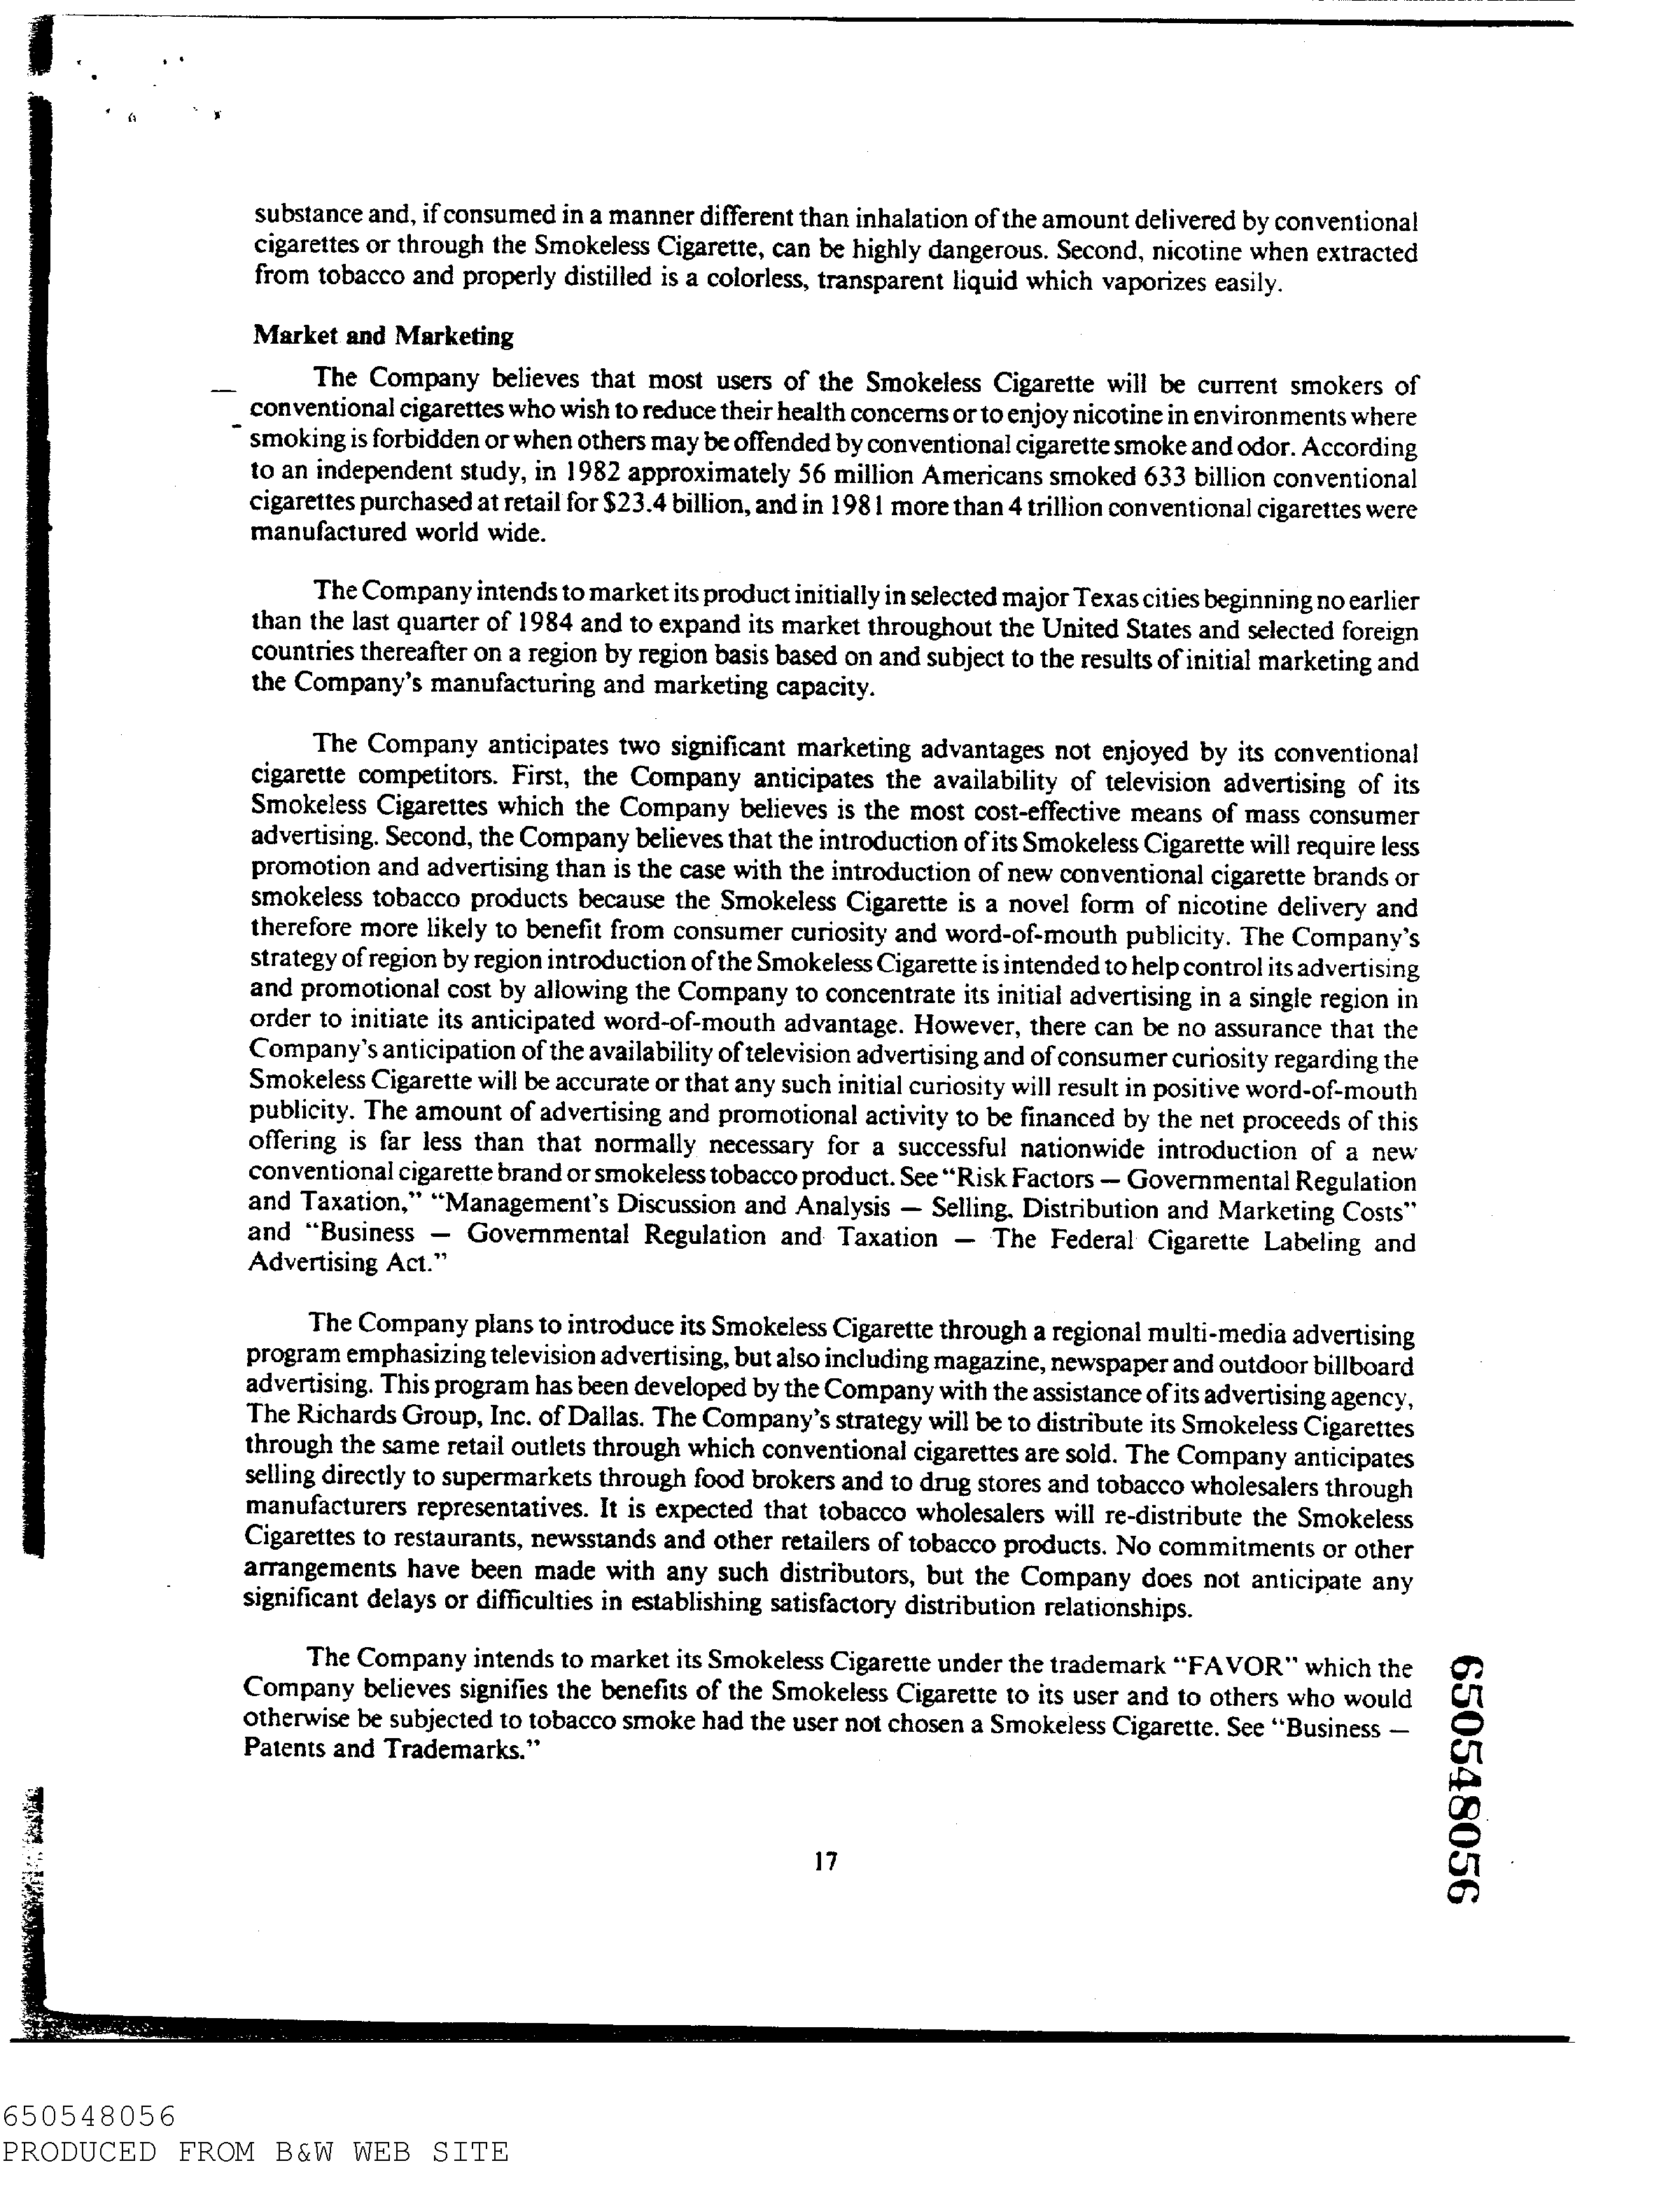 substance and, if consumed in a manner different than inhalation of the amount delivered by conventional
cigarettes or through the Smokeless Cigarette, can be highly dangerous. Second, nicotine when extracted
from tobacco and properly distilled is a colorless, transparent liquid which vaporizes easily.
Market and Marketing
The Company believes that most users of the Smokeless Cigarette will be current smokers of
conventional cigarettes who wish to reduce their health concerns or to enjoy nicotine in environments where
smoking is forbidden or when others may be offended by conventional cigarette smoke and odor. According
to an independent study, in 1982 approximately 56 million Americans smoked 633 billion conventional
cigarettes purchased at retail for $23.4 billion, and in 1981 more than 4 trillion conventional cigarettes were
manufactured world wide.
The Company intends to market its product initially in selected major Texas cities beginning no earlier
than the last quarter of 1984 and to expand its market throughout the United States and selected foreign
countries thereafter on a region by region basis based on and subject to the results of initial marketing and
the Company's manufacturing and marketing capacity.
The Company anticipates two significant marketing advantages not enjoyed by its conventional
cigarette competitors. First, the Company anticipates the availability of television advertising of its
Smokeless Cigarettes which the Company believes is the most cost-effective means of mass consumer
advertising. Second, the Company believes that the introduction of its Smokeless Cigarette will require less
promotion and advertising than is the case with the introduction of new conventional cigarette brands or
smokeless tobacco products because the Smokeless Cigarette is a novel form of nicotine delivery and
therefore more likely to benefit from consumer curiosity and word-of-mouth publicity. The Company's
strategy of region by region introduction of the Smokeless Cigarette is intended to help control its advertising
and promotional cost by allowing the Company to concentrate its initial advertising in a single region in
order to initiate its anticipated word-of-mouth advantage. However, there can be no assurance that the
Company's anticipation of the availability of television advertising and of consumer curiosity regarding the
Smokeless Cigarette will be accurate or that any such initial curiosity will result in positive word-of-mouth
publicity. The amount of advertising and promotional activity to be financed by the net proceeds of this
offering is far less than that normally necessary for a successful nationwide introduction of a new
conventional cigarette brand or smokeless tobacco product. See “Risk Factors — Governmental Regulation
and Taxation,” “Management's Discussion and Analysis — Selling, Distribution and Marketing Costs”
and “Business — Governmental Regulation and Taxation — The Federal Cigarette Labeling and
Advertising Act.”
The Company plans to introduce its Smokeless Cigarette through a regional multi-media advertising
program emphasizing television advertising, but also including magazine, newspaper and outdoor billboard
advertising. This program has been developed by the Company with the assistance of its advertising agency,
The Richards Group, Inc. of Dallas. The Company's strategy will be to distribute its Smokeless Cigarettes
through the same retail outlets through which conventional cigarettes are sold. The Company anticipates
selling directly to supermarkets through food brokers and to drug stores and tobacco wholesalers through
manufacturers representatives. It is expected that tobacco wholesalers will re-distribute the Smokeless
Cigarettes to restaurants, newsstands and other retailers of tobacco products. No commitments or other
arrangements have been made with any such distributors, but the Company does not anticipate any
significant delays or difficulties in establishing satisfactory distribution relationships.
The Company intends to market its Smokeless Cigarette under the trademark “FAVOR” which the
Company believes signifies the benefits of the Smokeless Cigarette to its user and to others who would
otherwise be subjected to tobacco smoke had the user not chosen a Smokeless Cigarette. See “Business —
Patents and Trademarks.”
650548056
17
650548056
PRODUCED FROM B&W WEB SITE